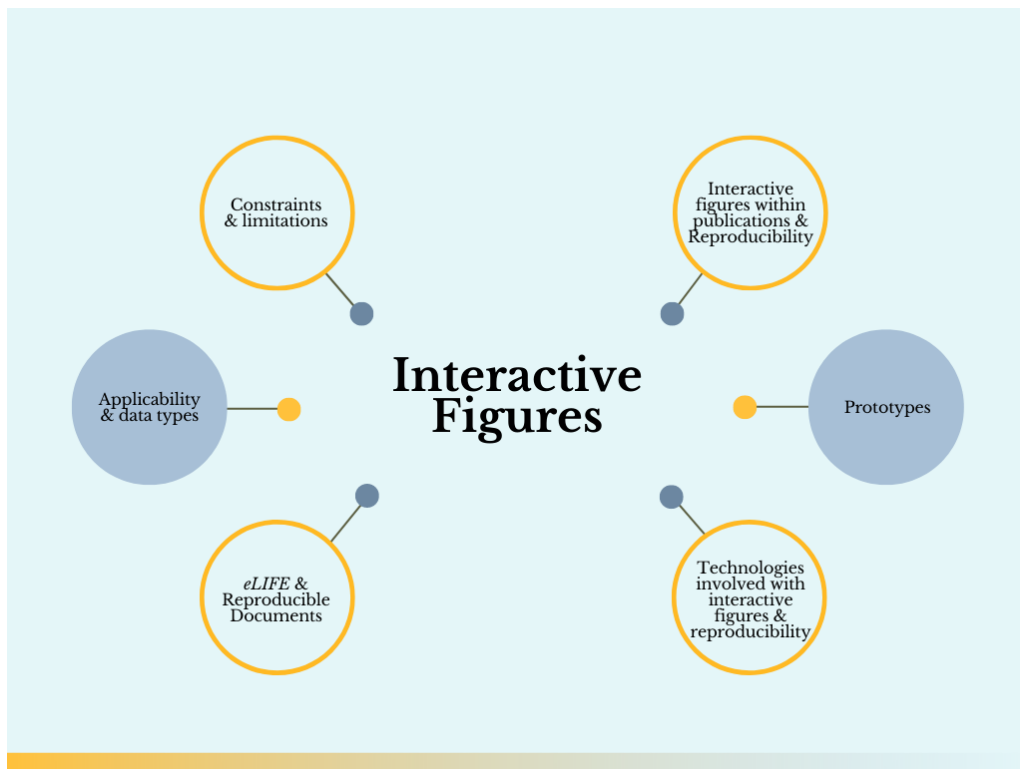 Constraints
& limitations
Interactive
figures within
publications &
Reproducibility
Interactive
Figures
Applicability
& data types
Prototypes
eLIFE &
Reproducible
Documents
Technologies
involved with
interactive
figures &
reproducibility